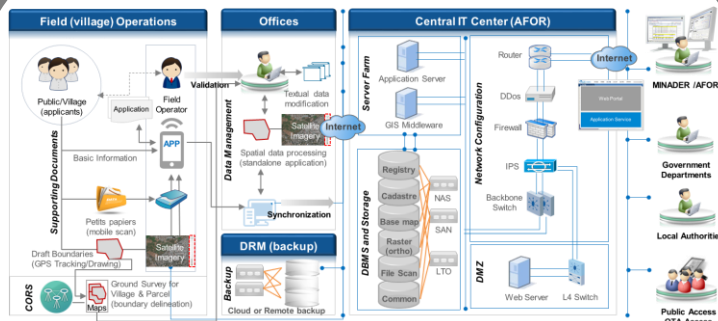 Field (village) Operations
Public/Village
(applicants)
Application
Field
Operator
APP
Basic Information
Supporting Documents
Petits papiers
(mobile scan)
Draft Boundaries
(GPS Tracking/Drawing)
Satellite
Imagery
CORS
Maps
Ground Survey for
Village & Parcel
(boundary delineation)
Offices
Validation
Textual data
modification
Data Management
Satellite
Imagery
Internet
Spatial data processing
(standalone application)
Synchronization
DRM (backup)
Backup
Cloud or Remote backup
Central IT Center (AFOR)
Server Farm
Application Server
GIS Middleware
DBMS and Storage
Registry
Cadastre
Base map
Raster
(ortho)
File Scan
Common
NAS
SAN
LTO
Network Configuration
Router
DDos
Firewall
IPS
Backbone
Switch
DMZ
Web Server
L4 Switch
Internet
Web Portal
Application Service
MINADER /AFOR
Government
Departments
Local Authoritie
Public Access